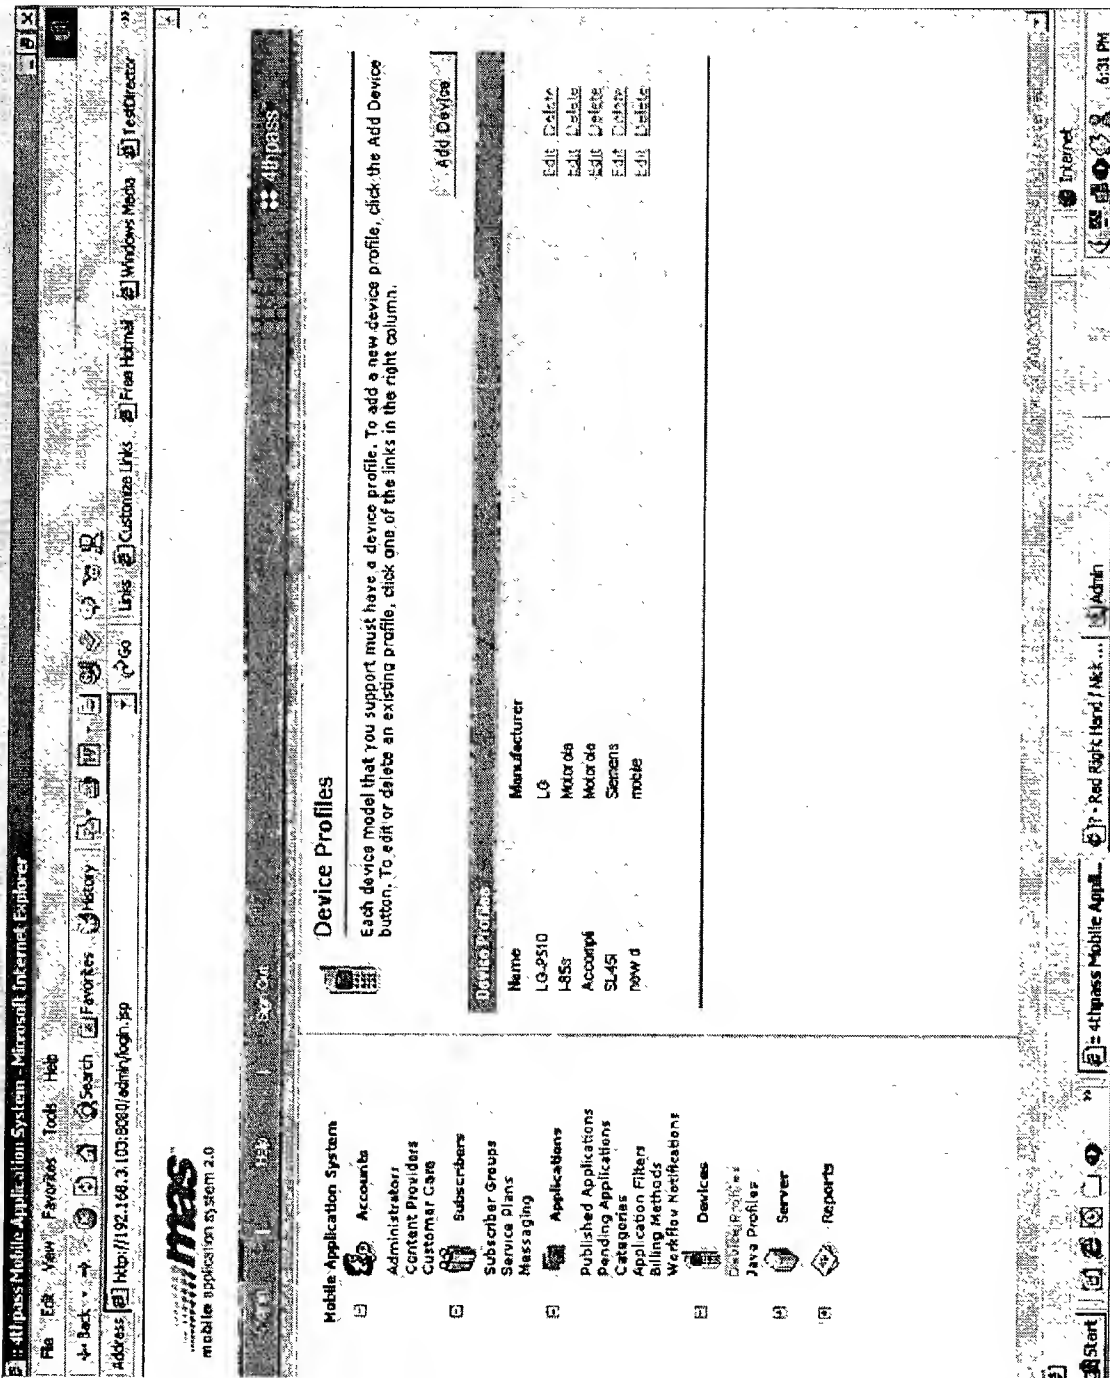 :: 4thpass Mobile Application System - Microsoft Internet Explorer
File Edit View Favorites Tools Help
Back Search Favorites History
Address http://192.168.3.103:8080/admin/login.jsp Go Links Customize Links Free Hotmail Windows Media TestDirector
mas
mobile application system 2.0
Help Sign Out 4thpass
Mobile Application System
Accounts
Administrators
Content Providers
Customer Care
Subscribers
Subscriber Groups
Service Plans
Messaging
Applications
Published Applications
Pending Applications
Categories
Application Filters
Billing Methods
Workflow Notifications
Devices
Device Profiles
Java Profiles
Server
Reports
Device Profiles
Each device model that you support must have a device profile. To add a new device profile, click the Add Device
button. To edit or delete an existing profile, click one of the links in the right column.
Add Device
Device Profiles
Name Manufacturer
LG-P510 LG Edit Delete
I-85s Motorola Edit Delete
Accompli Motorola Edit Delete
SL45i Siemens Edit Delete
new d mobile Edit Delete
Internet
Start :: 4thpass Mobile Appli... ? - Red Right Hand / Nick ... Admin 6:31 PM